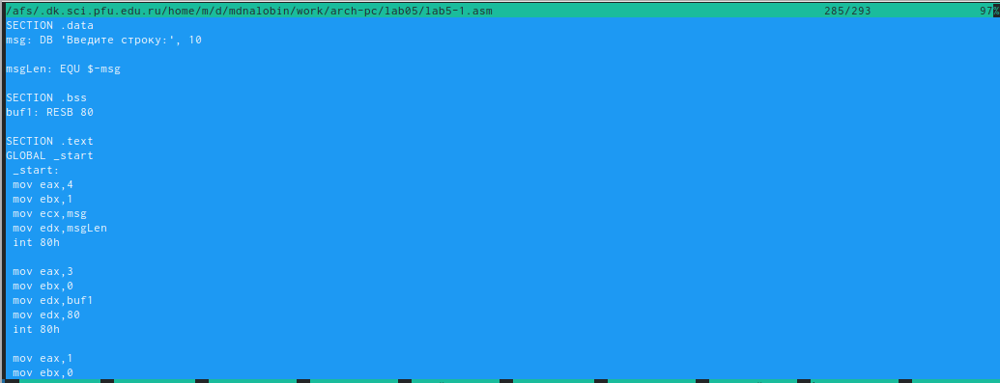 /afs/.dk.sci.pfu.edu.ru/home/m/d/mdnalobin/work/arch-pc/lab05/lab5-1.asm 285/293 97%
SECTION .data
msg: DB 'Введите строку:', 10
msgLen: EQU $-msg
SECTION .bss
buf1: RESB 80
SECTION .text
GLOBAL _start
_start:
mov eax,4
mov ebx,1
mov ecx,msg
mov edx,msgLen
int 80h
mov eax,3
mov ebx,0
mov edx,buf1
mov edx,80
int 80h
mov eax,1
mov ebx,0